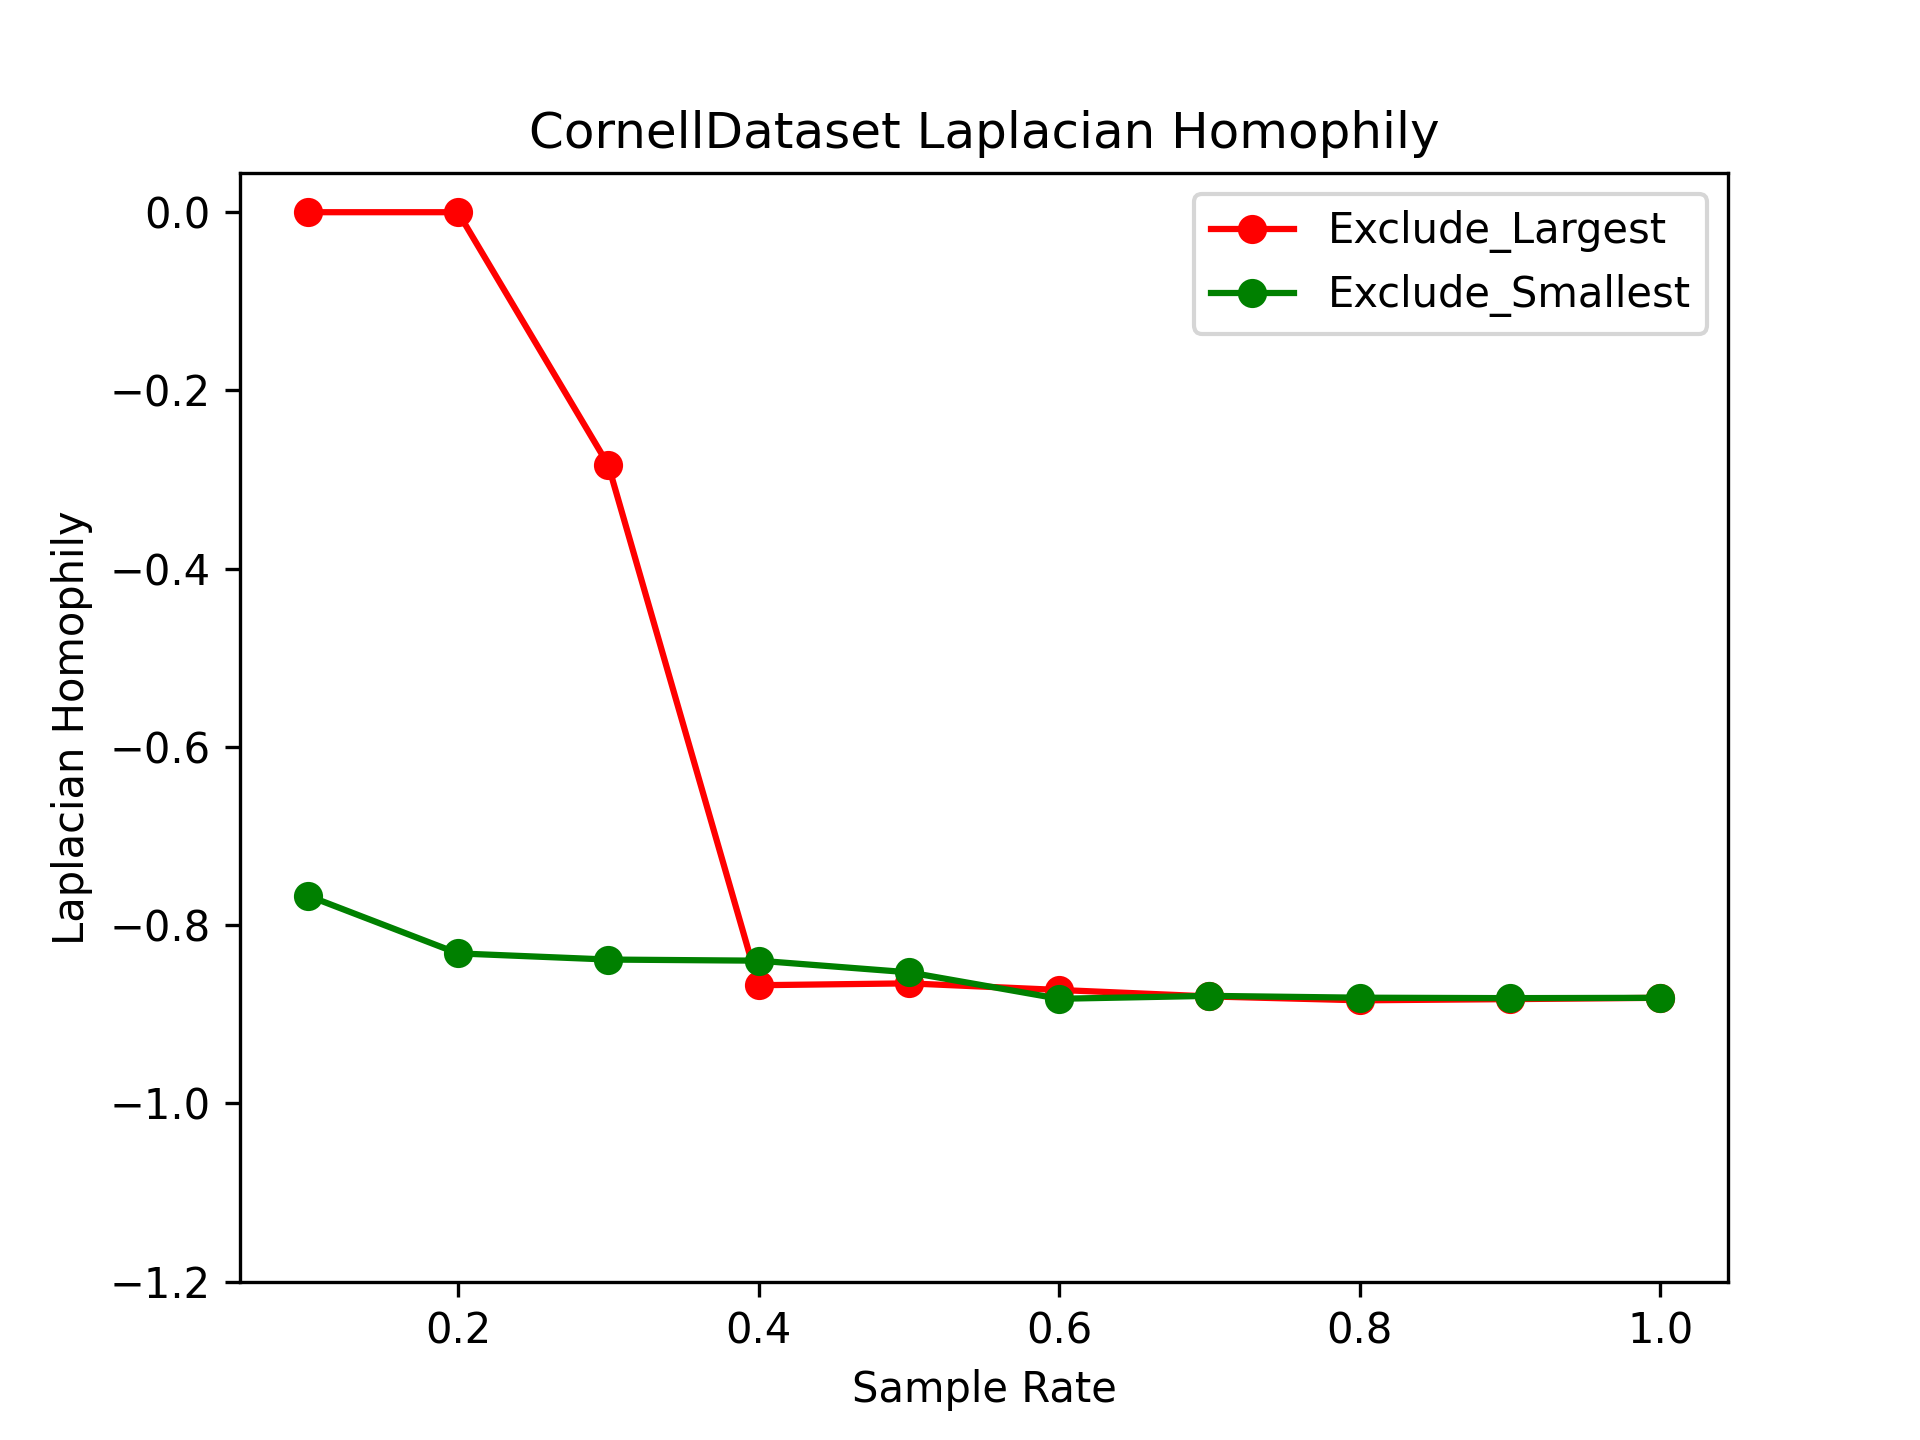 CornellDataset Laplacian Homophily
Exclude_Largest
Exclude_Smallest
Laplacian Homophily
0.0
−0.2
−0.4
−0.6
−0.8
−1.0
−1.2
0.2
0.4
0.6
0.8
1.0
Sample Rate